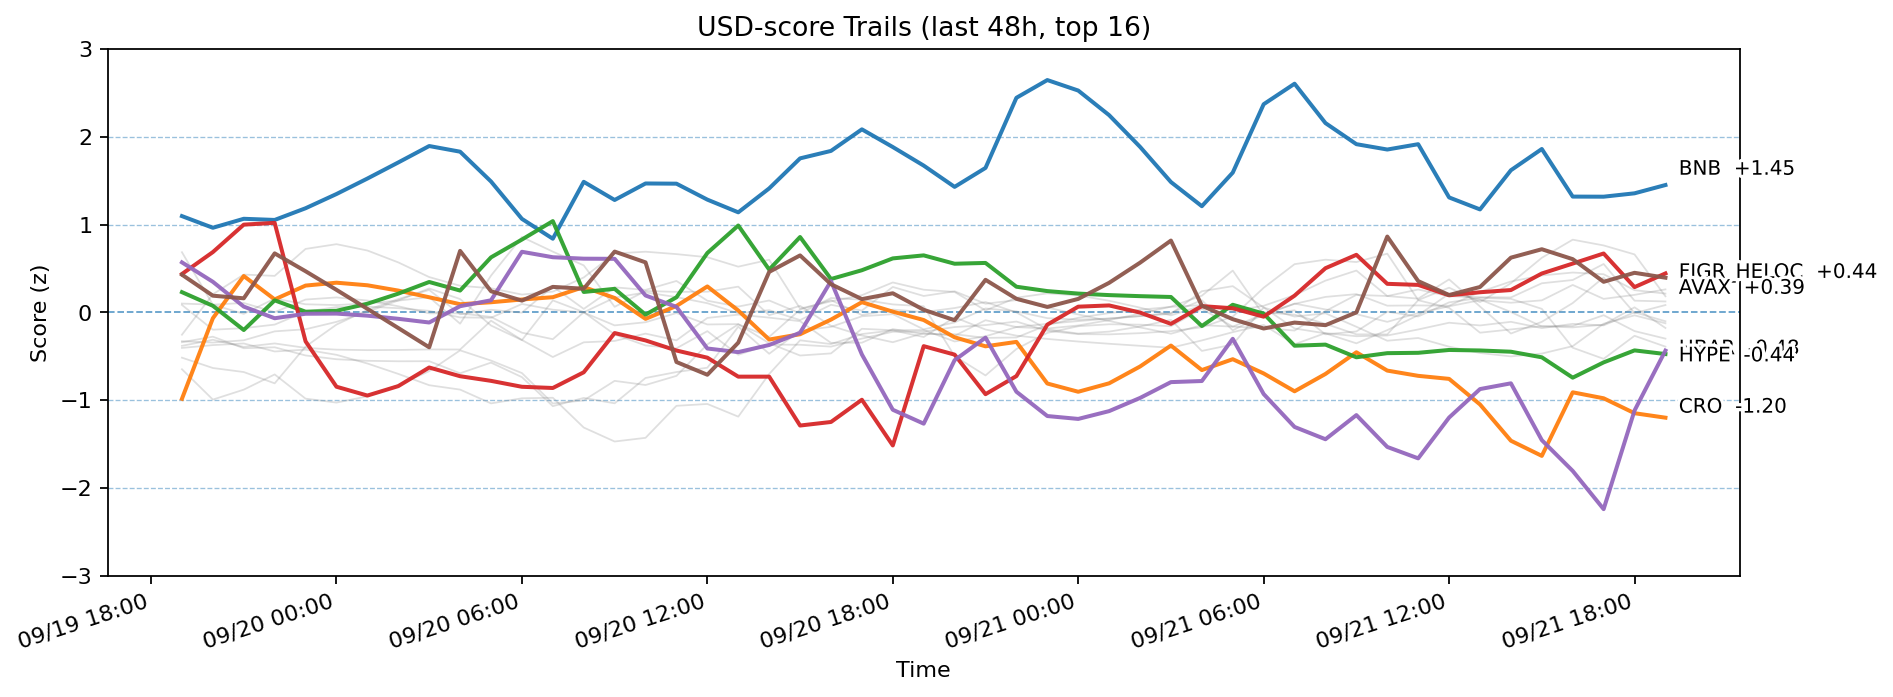 USD-score Trails (last 48h, top 16)
Score (z)
3
2
1
0
−1
−2
−3
BNB +1.45
FIGR_HELOC +0.44
AVAX +0.39
HYPE -0.44
CRO -1.20
09/19 18:00
09/20 00:00
09/20 06:00
09/20 12:00
09/20 18:00
09/21 00:00
09/21 06:00
09/21 12:00
09/21 18:00
Time